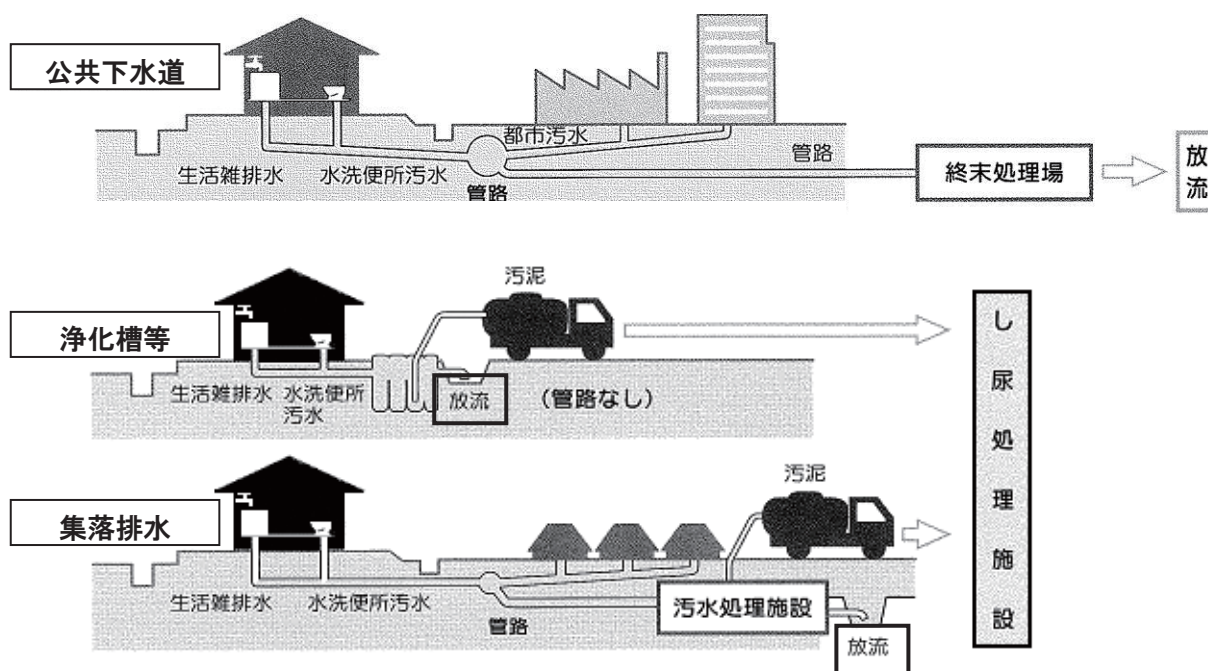 公共下水道
都市汚水
生活雑排水
水洗便所汚水
管路
管路
終末処理場
放流
浄化槽等
汚泥
生活雑排水
水洗便所
汚水
放流
(管路なし)
し尿処理施設
集落排水
汚泥
生活雑排水
水洗便所汚水
管路
汚水処理施設
放流